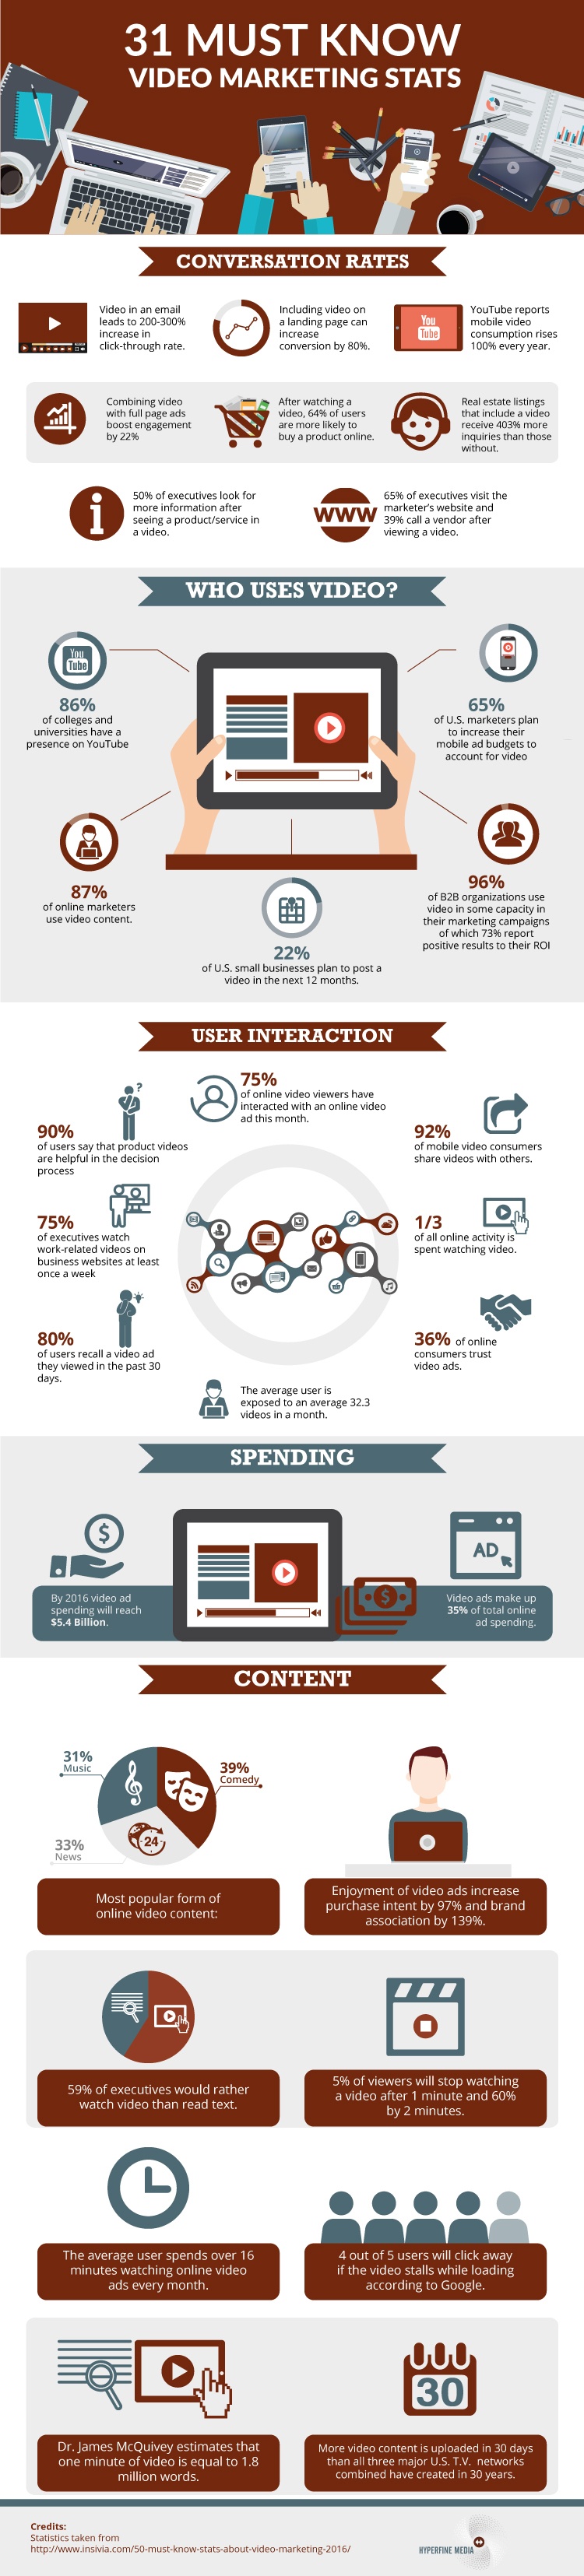 31 MUST KNOW
VIDEO MARKETING STATS
CONVERSATION RATES
Video in an email
leads to 200-300%
increase in
click-through rate.
Including video on
a landing page can
increase
conversion by 80%.
You
Tube
YouTube reports
mobile video
consumption rises
100% every year.
Combining video
with full page ads
boost engagement
by 22%
After watching a
video, 64% of users
are more likely to
buy a product online.
Real estate listings
that include a video
receive 403% more
inquiries than those
without.
50% of executives look for
more information after
seeing a product/service in
a video.
WWW
65% of executives visit the
marketer's website and
39% call a vendor after
viewing a video.
WHO USES VIDEO?
You
Tube
86%
of colleges and
universities have a
presence on YouTube
65%
of U.S. marketers plan
to increase their
mobile ad budgets to
account for video
87%
of online marketers
use video content.
96%
of B2B organizations use
video in some capacity in
their marketing campaigns
of which 73% report
positive results to their ROI
22%
of U.S. small businesses plan to post a
video in the next 12 months.
USER INTERACTION
75%
of online video viewers have
interacted with an online video
ad this month.
?
90%
of users say that product videos
are helpful in the decision
process
92%
of mobile video consumers
share videos with others.
75%
of executives watch
work-related videos on
business websites at least
once a week
1/3
of all online activity is
spent watching video.
80%
of users recall a video ad
they viewed in the past 30
days.
36% of online
consumers trust
video ads.
The average user is
exposed to an average 32.3
videos in a month.
SPENDING
$
AD
By 2016 video ad
spending will reach
$5.4 Billion.
$
Video ads make up
35% of total online
ad spending.
CONTENT
31%
Music
39%
Comedy
24
33%
News
Most popular form of
online video content:
Enjoyment of video ads increase
purchase intent by 97% and brand
association by 139%.
59% of executives would rather
watch video than read text.
5% of viewers will stop watching
a video after 1 minute and 60%
by 2 minutes.
The average user spends over 16
minutes watching online video
ads every month.
4 out of 5 users will click away
if the video stalls while loading
according to Google.
30
Dr. James McQuivey estimates that
one minute of video is equal to 1.8
million words.
More video content is uploaded in 30 days
than all three major U.S. T.V. networks
combined have created in 30 years.
Credits:
Statistics taken from
http://www.insivia.com/50-must-know-stats-about-video-marketing-2016/
HYPERFINE MEDIA